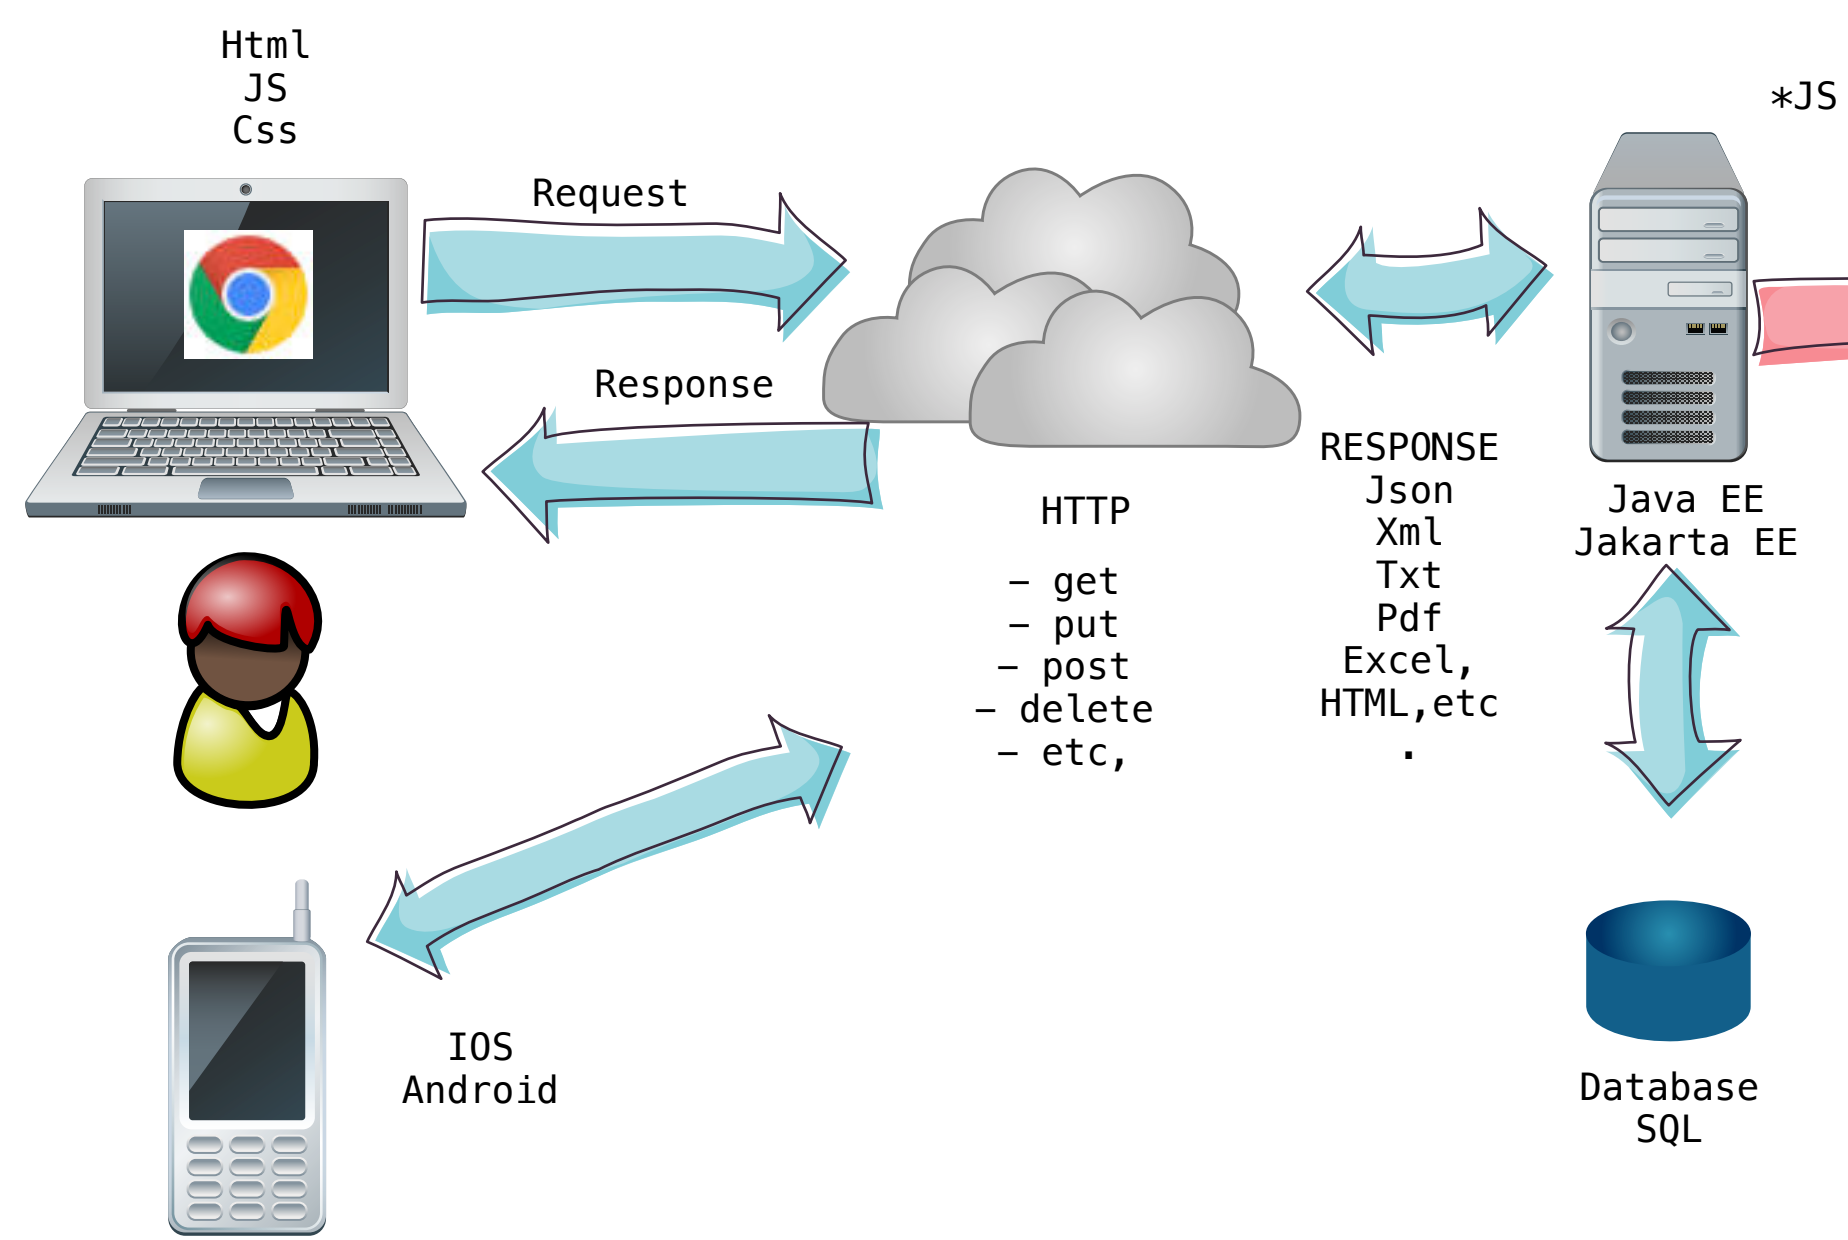 Html
JS
Css
Request
Response
HTTP
- get
- put
- post
- delete
- etc,
RESPONSE
Json
Xml
Txt
Pdf
Excel,
HTML,etc
.
*JS
Java EE
Jakarta EE
IOS
Android
Database
SQL